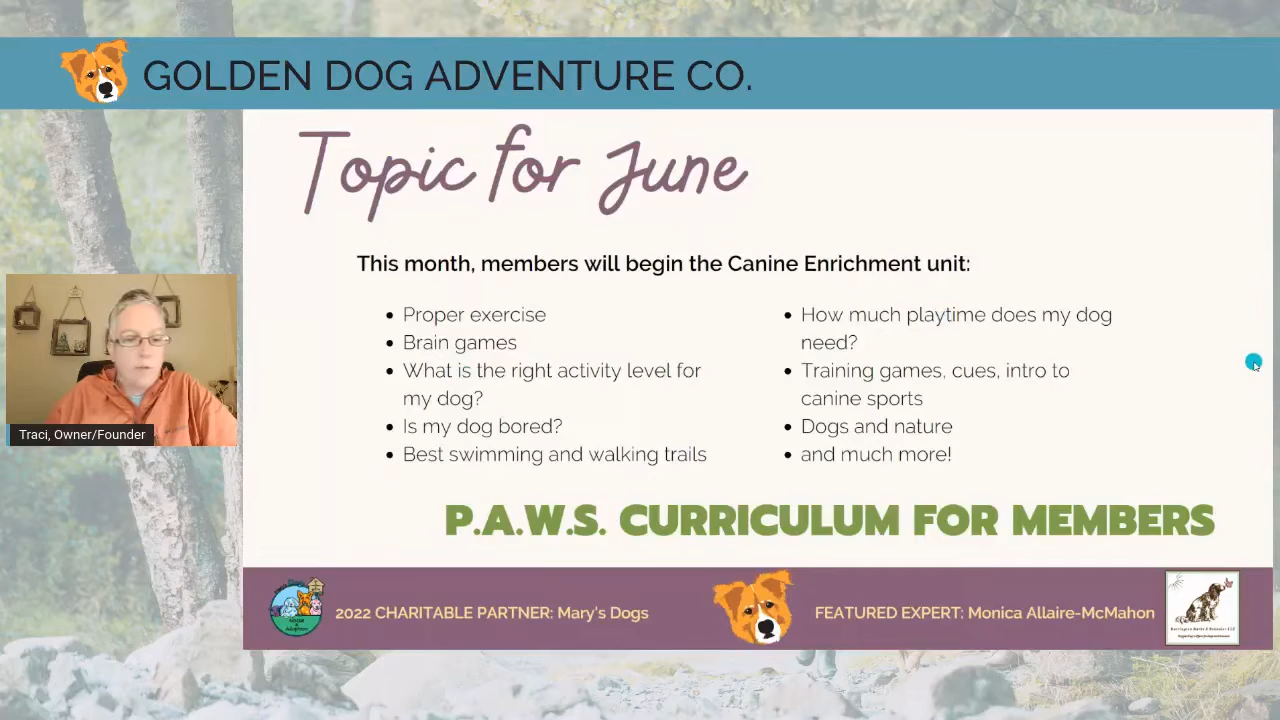 GOLDEN DOG ADVENTURE CO.
Topic for June
This month, members will begin the Canine Enrichment unit:
Proper exercise
Brain games
What is the right activity level for
my dog?
Is my dog bored?
Best swimming and walking trails
How much playtime does my dog
need?
Training games, cues, intro to
canine sports
Dogs and nature
and much more!
Traci, Owner/Founder
P.A.W.S. CURRICULUM FOR MEMBERS
2022 CHARITABLE PARTNER: Mary's Dogs
FEATURED EXPERT: Monica Allaire-McMahon